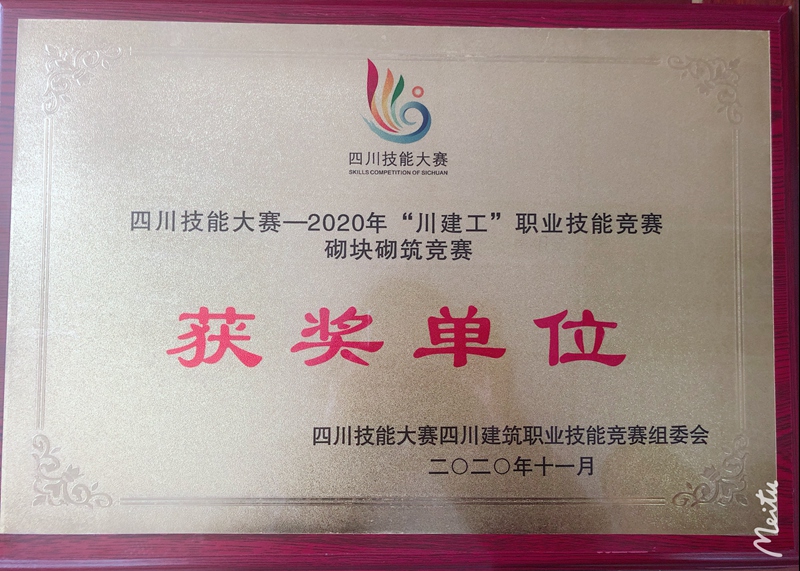 四川技能大赛
SKILLS COMPETITION OF SICHUAN
四川技能大赛—2020年“川建工”职业技能竞赛
砌块砌筑竞赛
获奖单位
四川技能大赛四川建筑职业技能竞赛组委会
二〇二〇年十一月
Meitu